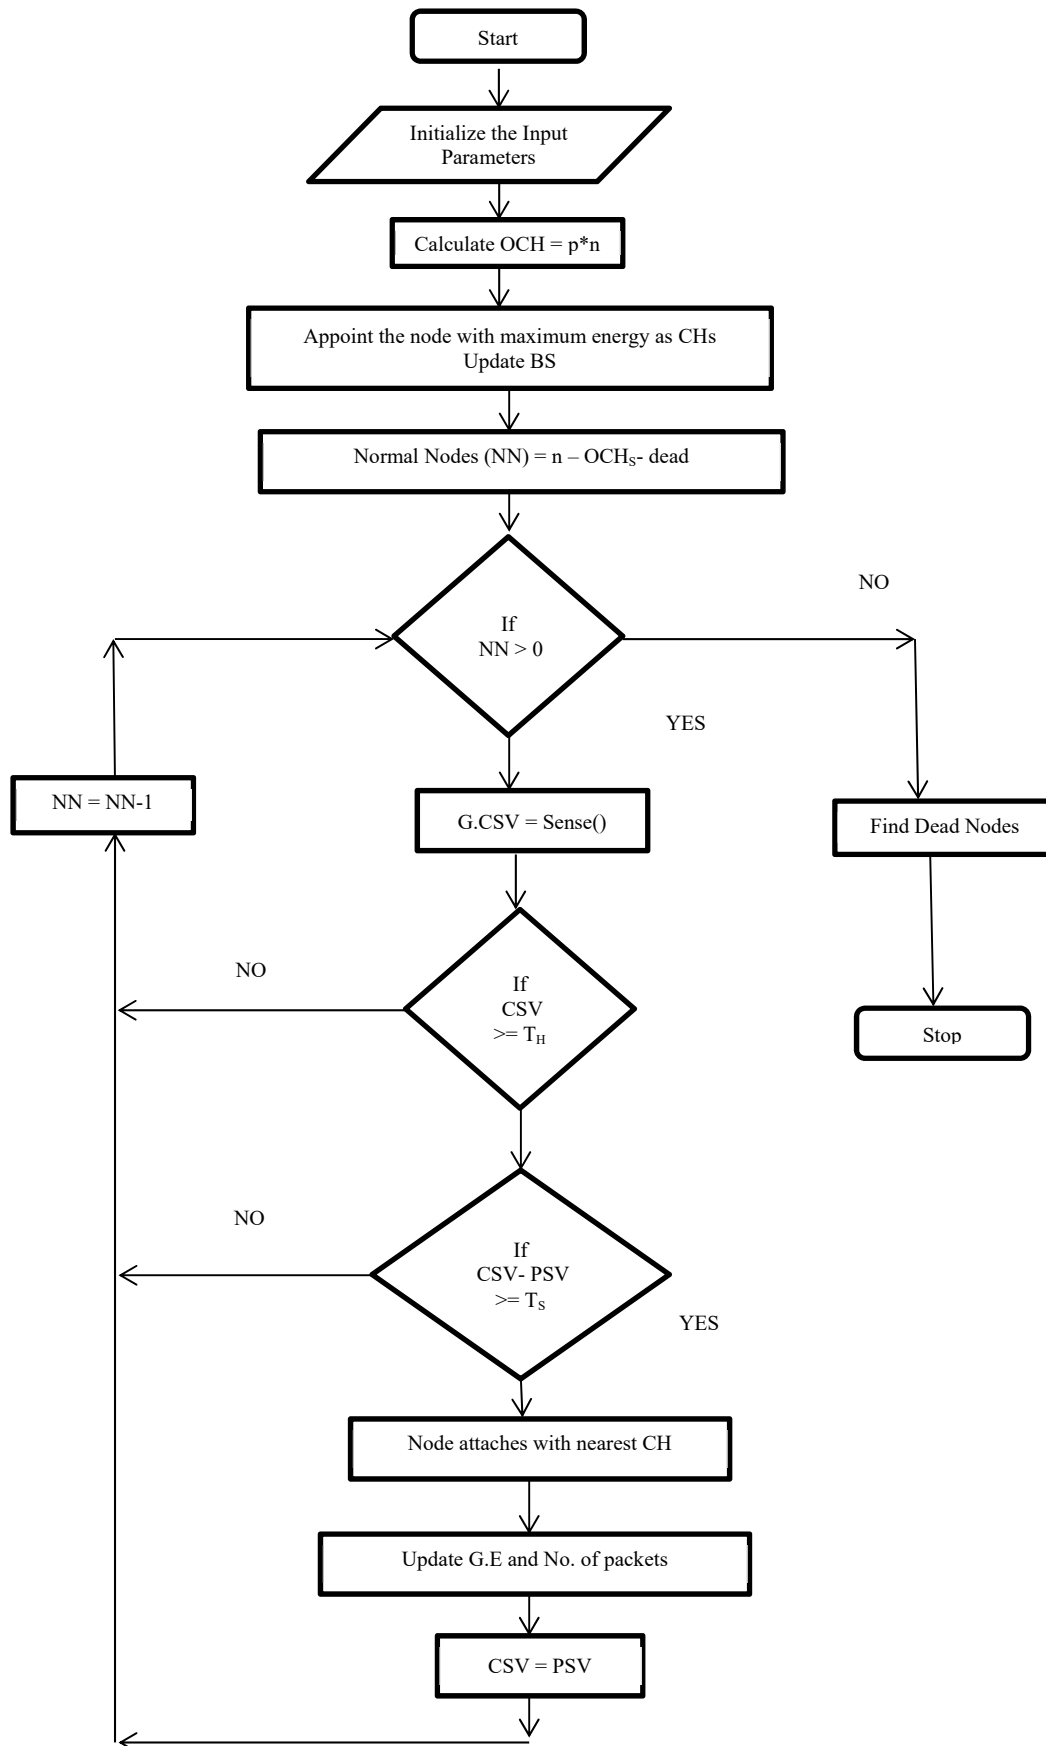 Start
Initialize the Input
Parameters
Calculate OCH = p*n
Appoint the node with maximum energy as CHs
Update BS
Normal Nodes (NN) = n – OCHS- dead
NO
If
NN > 0
YES
NN = NN-1
G.CSV = Sense()
Find Dead Nodes
NO
If
CSV
>= TH
Stop
NO
If
CSV- PSV
>= TS
YES
Node attaches with nearest CH
Update G.E and No. of packets
CSV = PSV